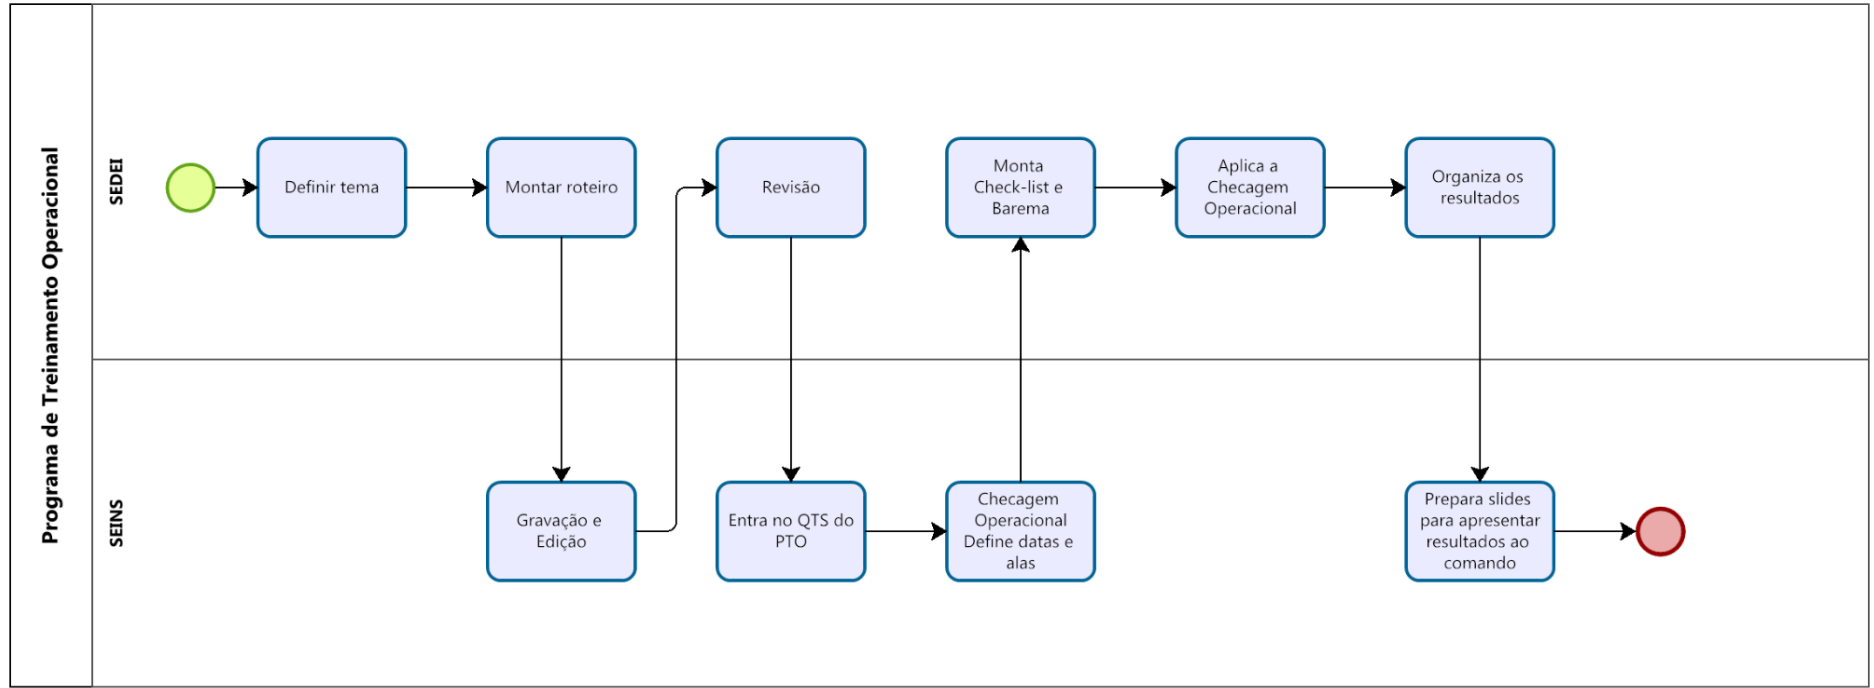 Programa de Treinamento Operacional
SEDEI
Definir tema
Montar roteiro
Revisão
Monta
Check-list e
Barema
Aplica a
Checagem
Operacional
Organiza os
resultados
SEINS
Gravação e
Edição
Entra no QTS do
PTO
Checagem
Operacional
Define datas e
alas
Prepara slides
para apresentar
resultados ao
comando